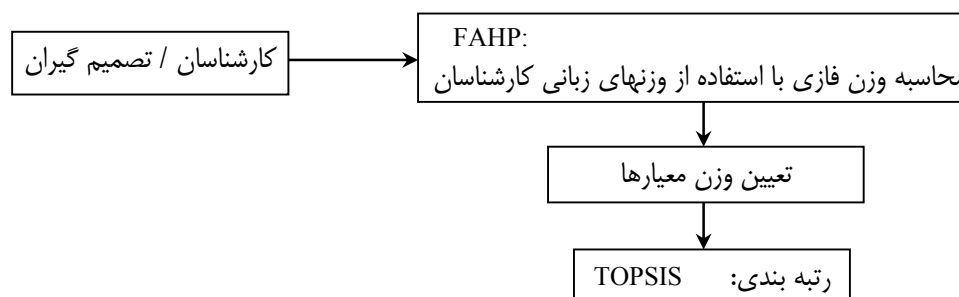 کارشناسان / تصمیم گیران
FAHP:
محاسبه وزن فازی با استفاده از وزنهای زبانی کارشناسان
تعیین وزن معیارها
رتبه بندی: TOPSIS